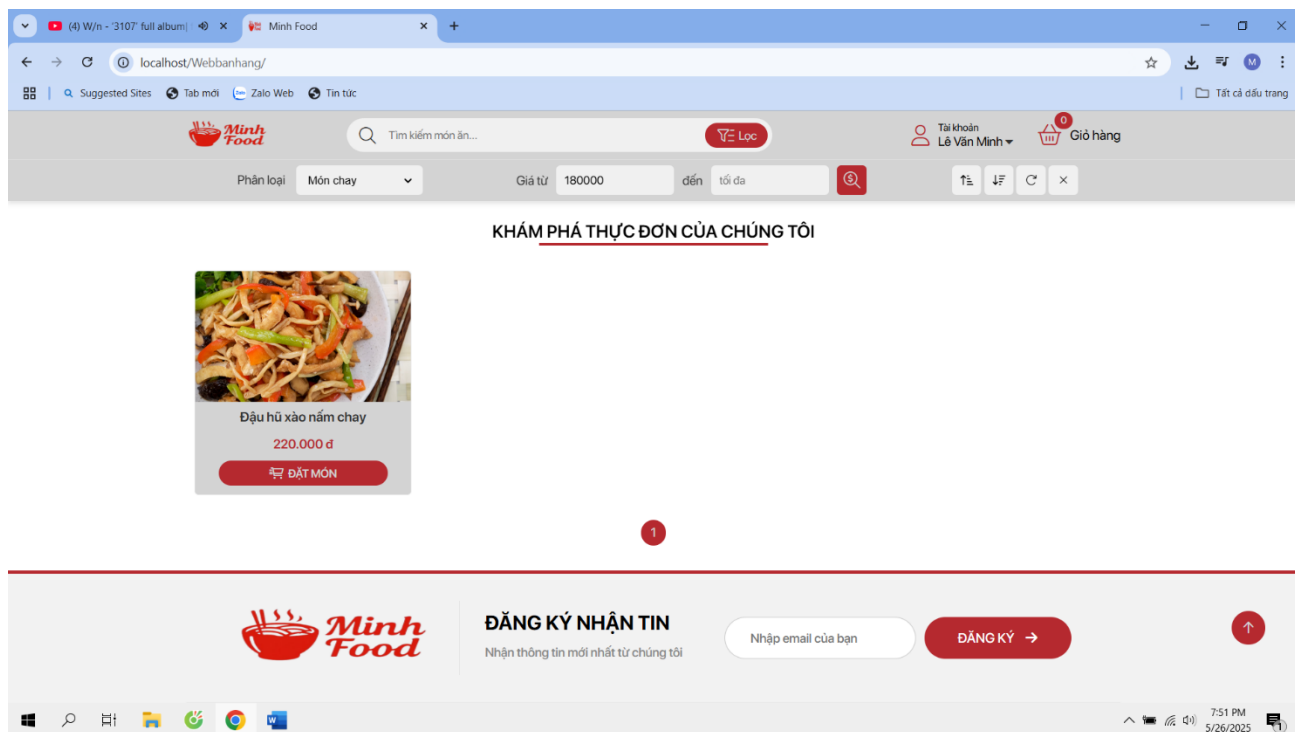 (4) W/n - '3107' full album|
Minh Food
localhost/Webbanhang/
M
Suggested Sites
Tab mới
Zalo Web
Tin tức
Tất cả dấu trang
Minh Food
Tìm kiếm món ăn...
Lọc
Tài khoản
Lê Văn Minh
0
Giỏ hàng
Phân loại
Món chay
Giá từ
180000
đến
tối đa
KHÁM PHÁ THỰC ĐƠN CỦA CHÚNG TÔI
Đậu hũ xào nấm chay
220.000 đ
ĐẶT MÓN
1
Minh Food
ĐĂNG KÝ NHẬN TIN
Nhận thông tin mới nhất từ chúng tôi
Nhập email của bạn
ĐĂNG KÝ
7:51 PM
5/26/2025
1